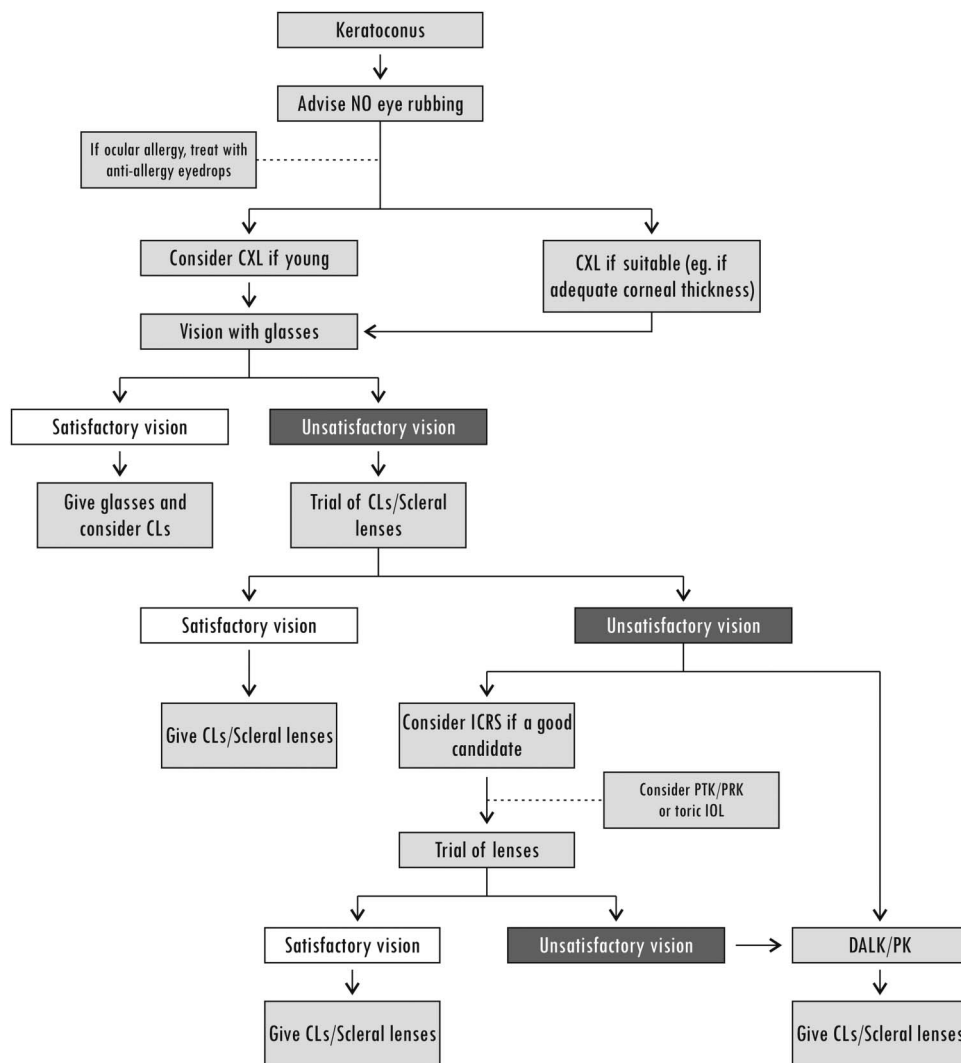 Keratoconus
Advise NO eye rubbing
If ocular allergy, treat with
anti-allergy eyedrops
Consider CXL if young
CXL if suitable (eg. if
adequate corneal thickness)
Vision with glasses
Satisfactory vision
Unsatisfactory vision
Give glasses and
consider CLs
Trial of CLs/Scleral
lenses
Satisfactory vision
Unsatisfactory vision
Give CLs/Scleral lenses
Consider ICRS if a good
candidate
Consider PTK/PRK
or toric IOL
Trial of lenses
Satisfactory vision
Unsatisfactory vision
DALK/PK
Give CLs/Scleral lenses
Give CLs/Scleral lenses